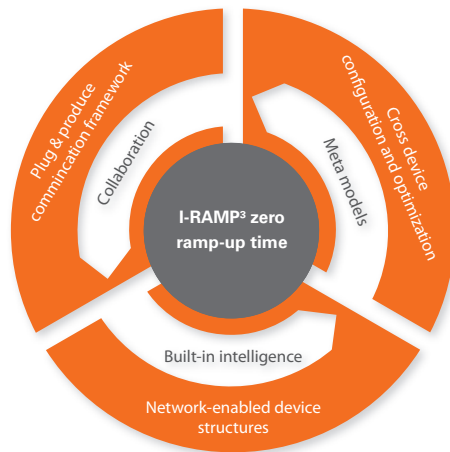 Plug & produce
commincation framework
Collaboration
Cross device
configuration and optimization
Meta models
I-RAMP³ zero
ramp-up time
Built-in intelligence
Network-enabled device
structures